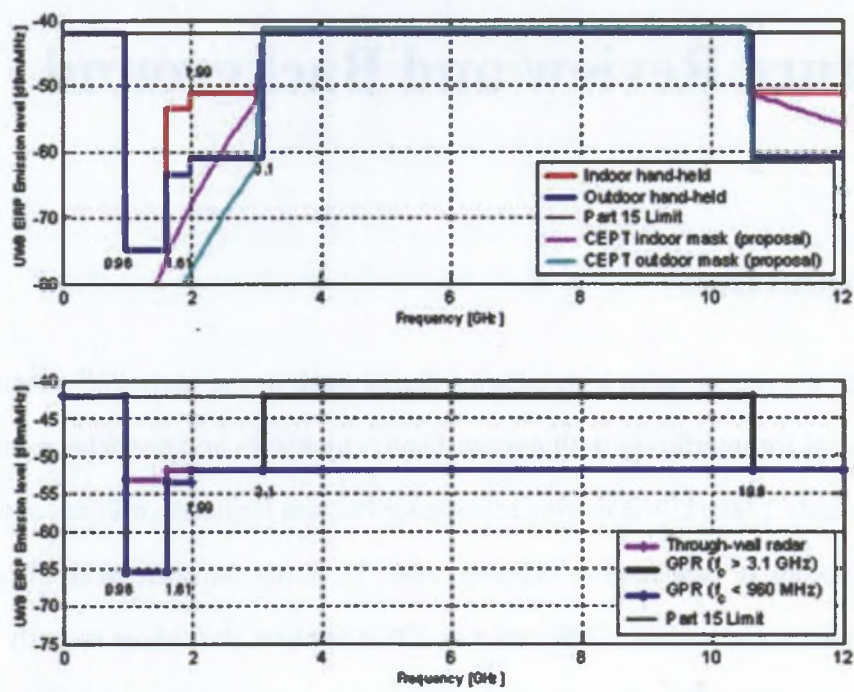 -40
-50
-60
-70
-80
0
2
4
6
8
10
12
UWB EIRP Emission level [dBm/MHz]
1.99
3.1
0.96
1.61
Indoor hand-held
Outdoor hand-held
Part 15 Limit
CEPT indoor mask (proposal)
CEPT outdoor mask (proposal)
Frequency [GHz]
-40
-45
-50
-55
-60
-65
-70
-75
0
2
4
6
8
10
12
UWB EIRP Emission level [dBm/MHz]
1.99
3.1
10.6
0.96
1.61
Through-wall radar
GPR (fc > 3.1 GHz)
GPR (fc < 960 MHz)
Part 15 Limit
Frequency [GHz]